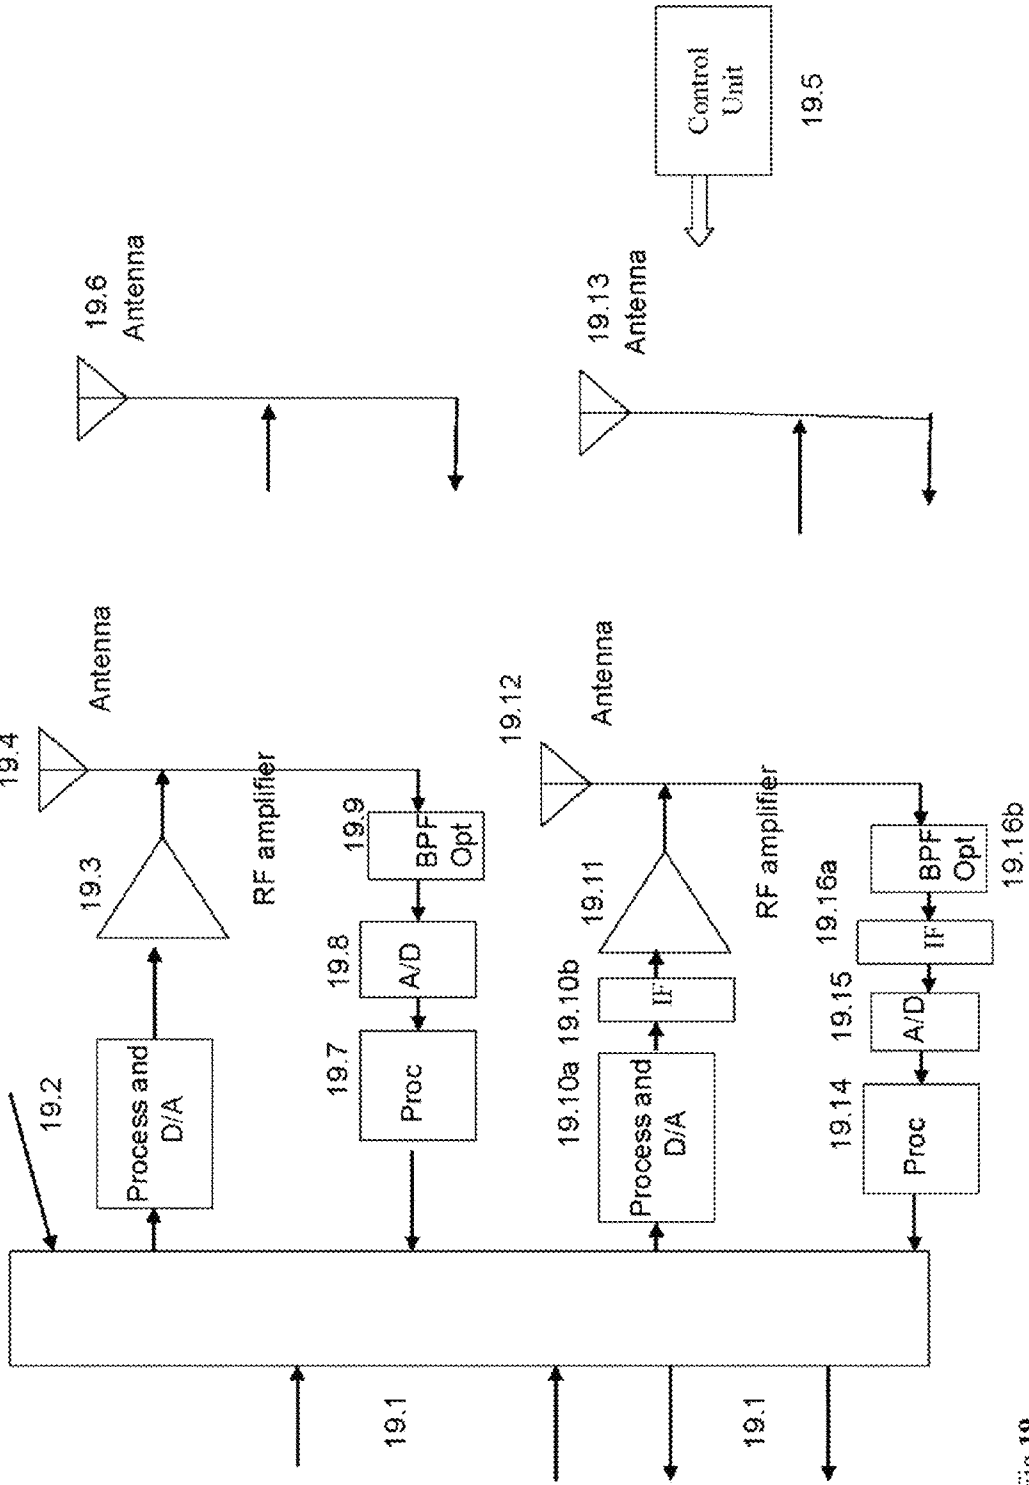 19.4
Antenna
19.6
Antenna
19.2
Process and
D/A
19.3
RF amplifier
19.7
Proc
19.8
A/D
19.9
BPF
Opt
19.12
Antenna
19.13
Antenna
Control
Unit
19.5
19.10a
Process and
D/A
19.10b
IF
19.11
RF amplifier
19.14
Proc
19.15
A/D
19.16a
IF
BPF
Opt
19.16b
19.1
19.1
19